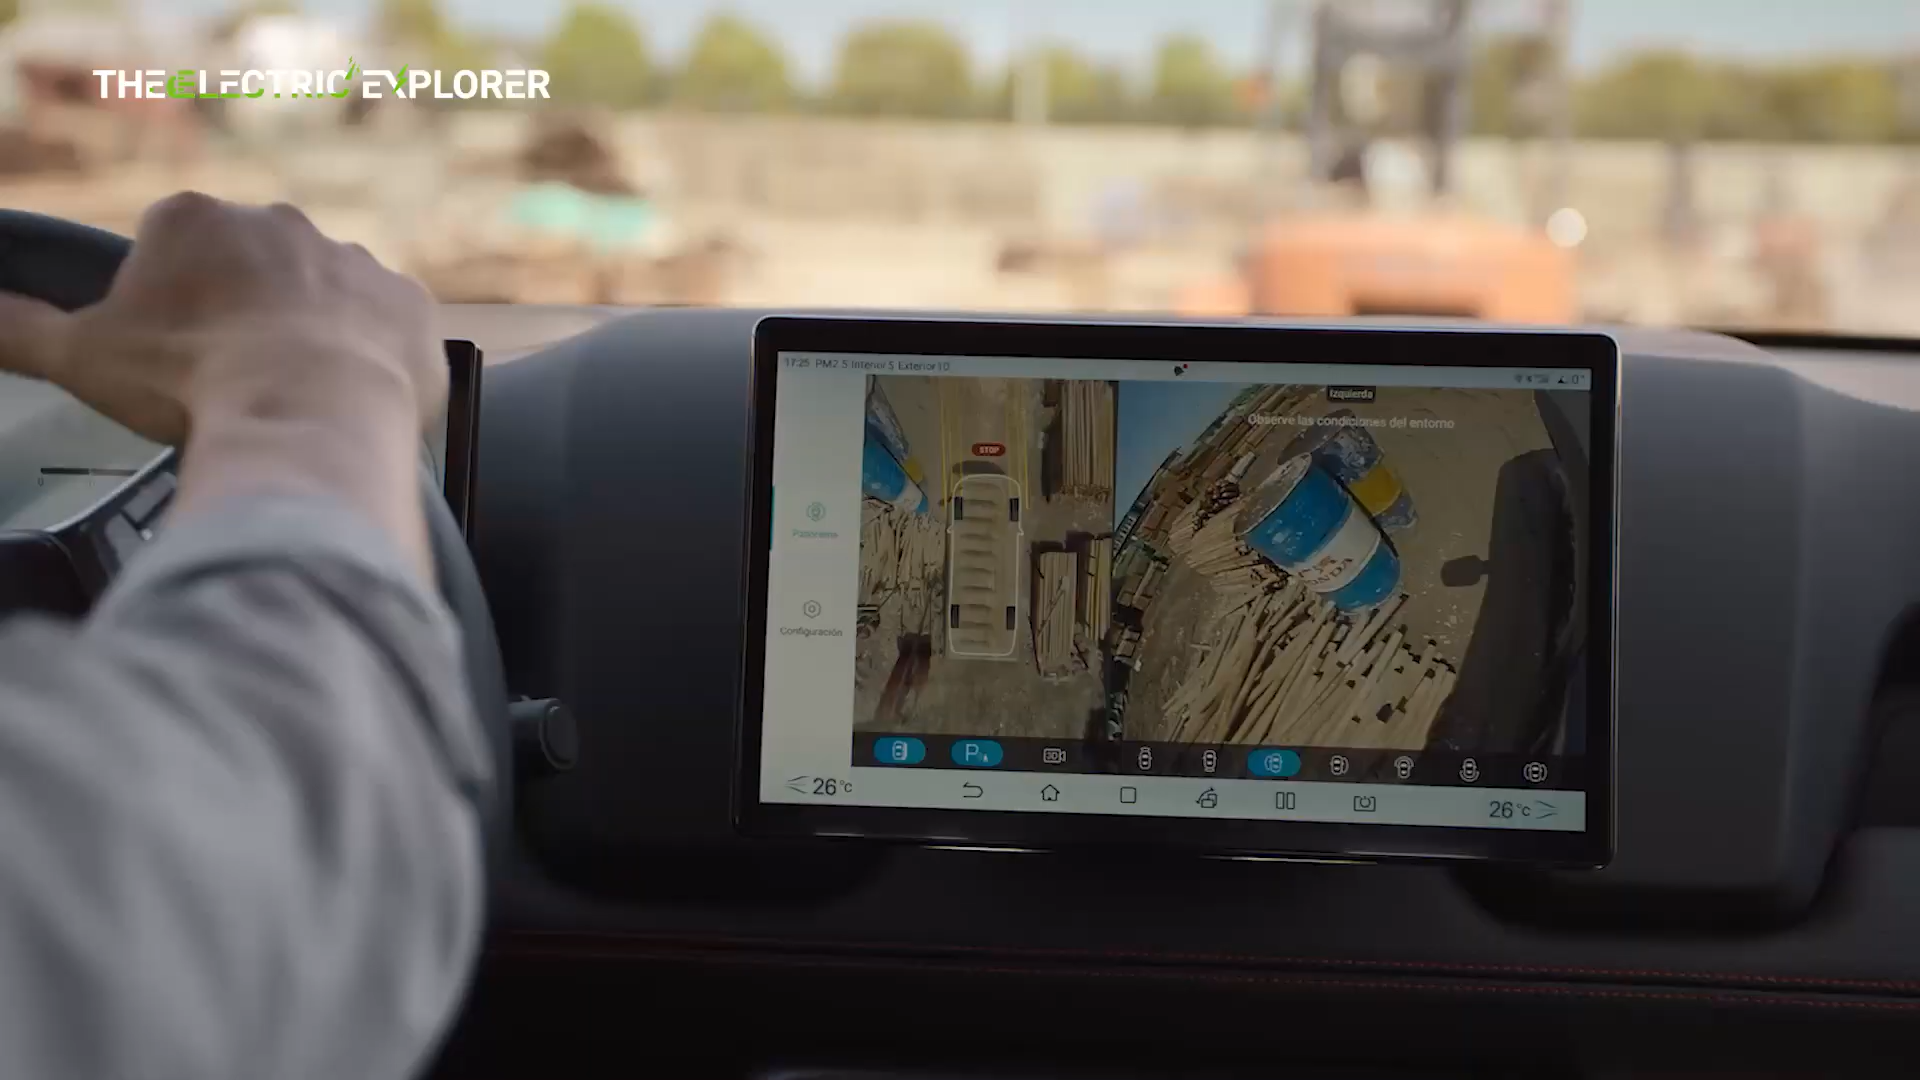 THE ELECTRIC EXPLORER
17:25 PM2.5 Interior 5 Exterior 10
Izquierda
Observe las condiciones del entorno
STOP
Configuración
P
3D
26°C
26°C